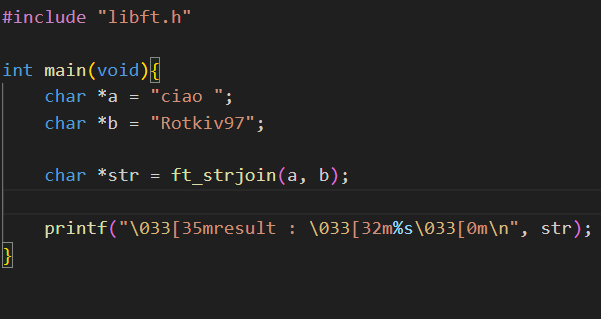 #include "libft.h"
int main(void){
    char *a = "ciao ";
    char *b = "Rotkiv97";
    char *str = ft_strjoin(a, b);
    printf("\033[35mresult : \033[32m%s\033[0m\n", str);
}